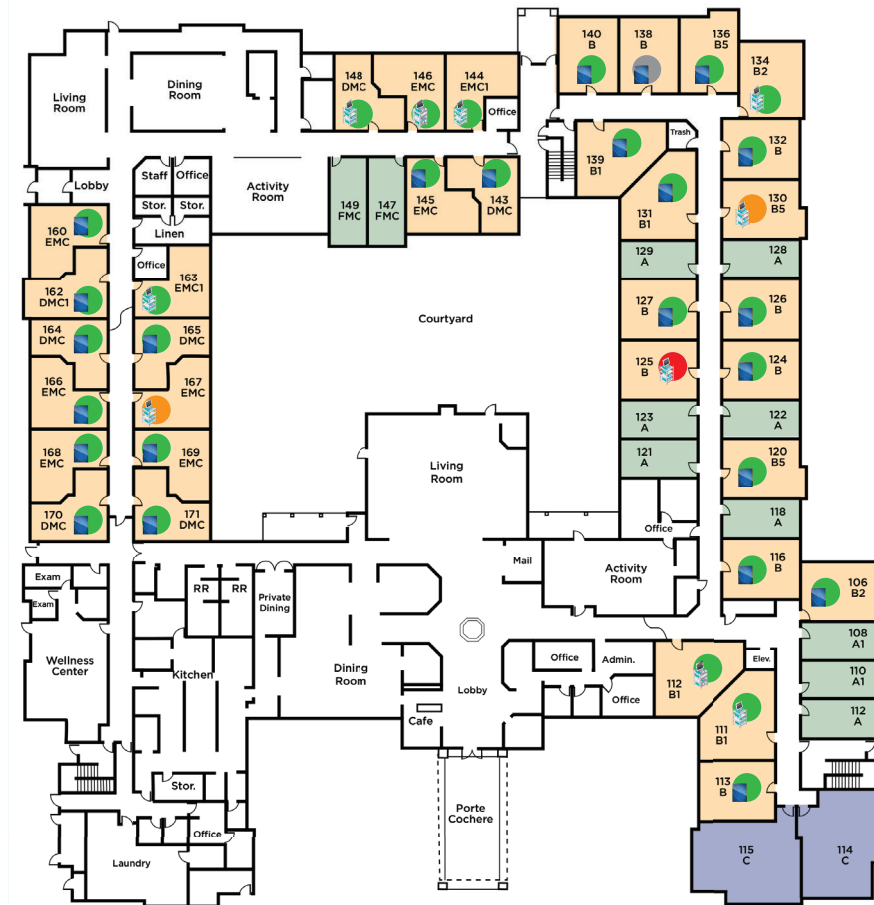 140
B
138
B
136
B5
134
B2
148
DMC
146
EMC
144
EMC1
Office
Living
Room
Dining
Room
Trash
132
B
139
B1
Staff
Office
Activity
Room
149
FMC
147
FMC
145
EMC
143
DMC
Lobby
Stor.
Stor.
Linen
131
B1
130
B5
160
EMC
Office
163
EMC1
129
A
128
A
162
DMC1
127
B
126
B
Courtyard
164
DMC
165
DMC
125
B
124
B
166
EMC
167
EMC
123
A
122
A
168
EMC
169
EMC
121
A
120
B5
Living
Room
170
DMC
171
DMC
118
A
Office
Mail
Activity
Room
116
B
Exam
RR
RR
Private
Dining
106
B2
Exam
108
A1
Wellness
Center
Kitchen
Dining
Room
Lobby
Office
Admin.
Elev.
112
B1
110
A1
Office
Cafe
111
B1
112
A
Stor.
113
B
Porte
Cochere
Office
Laundry
115
C
114
C